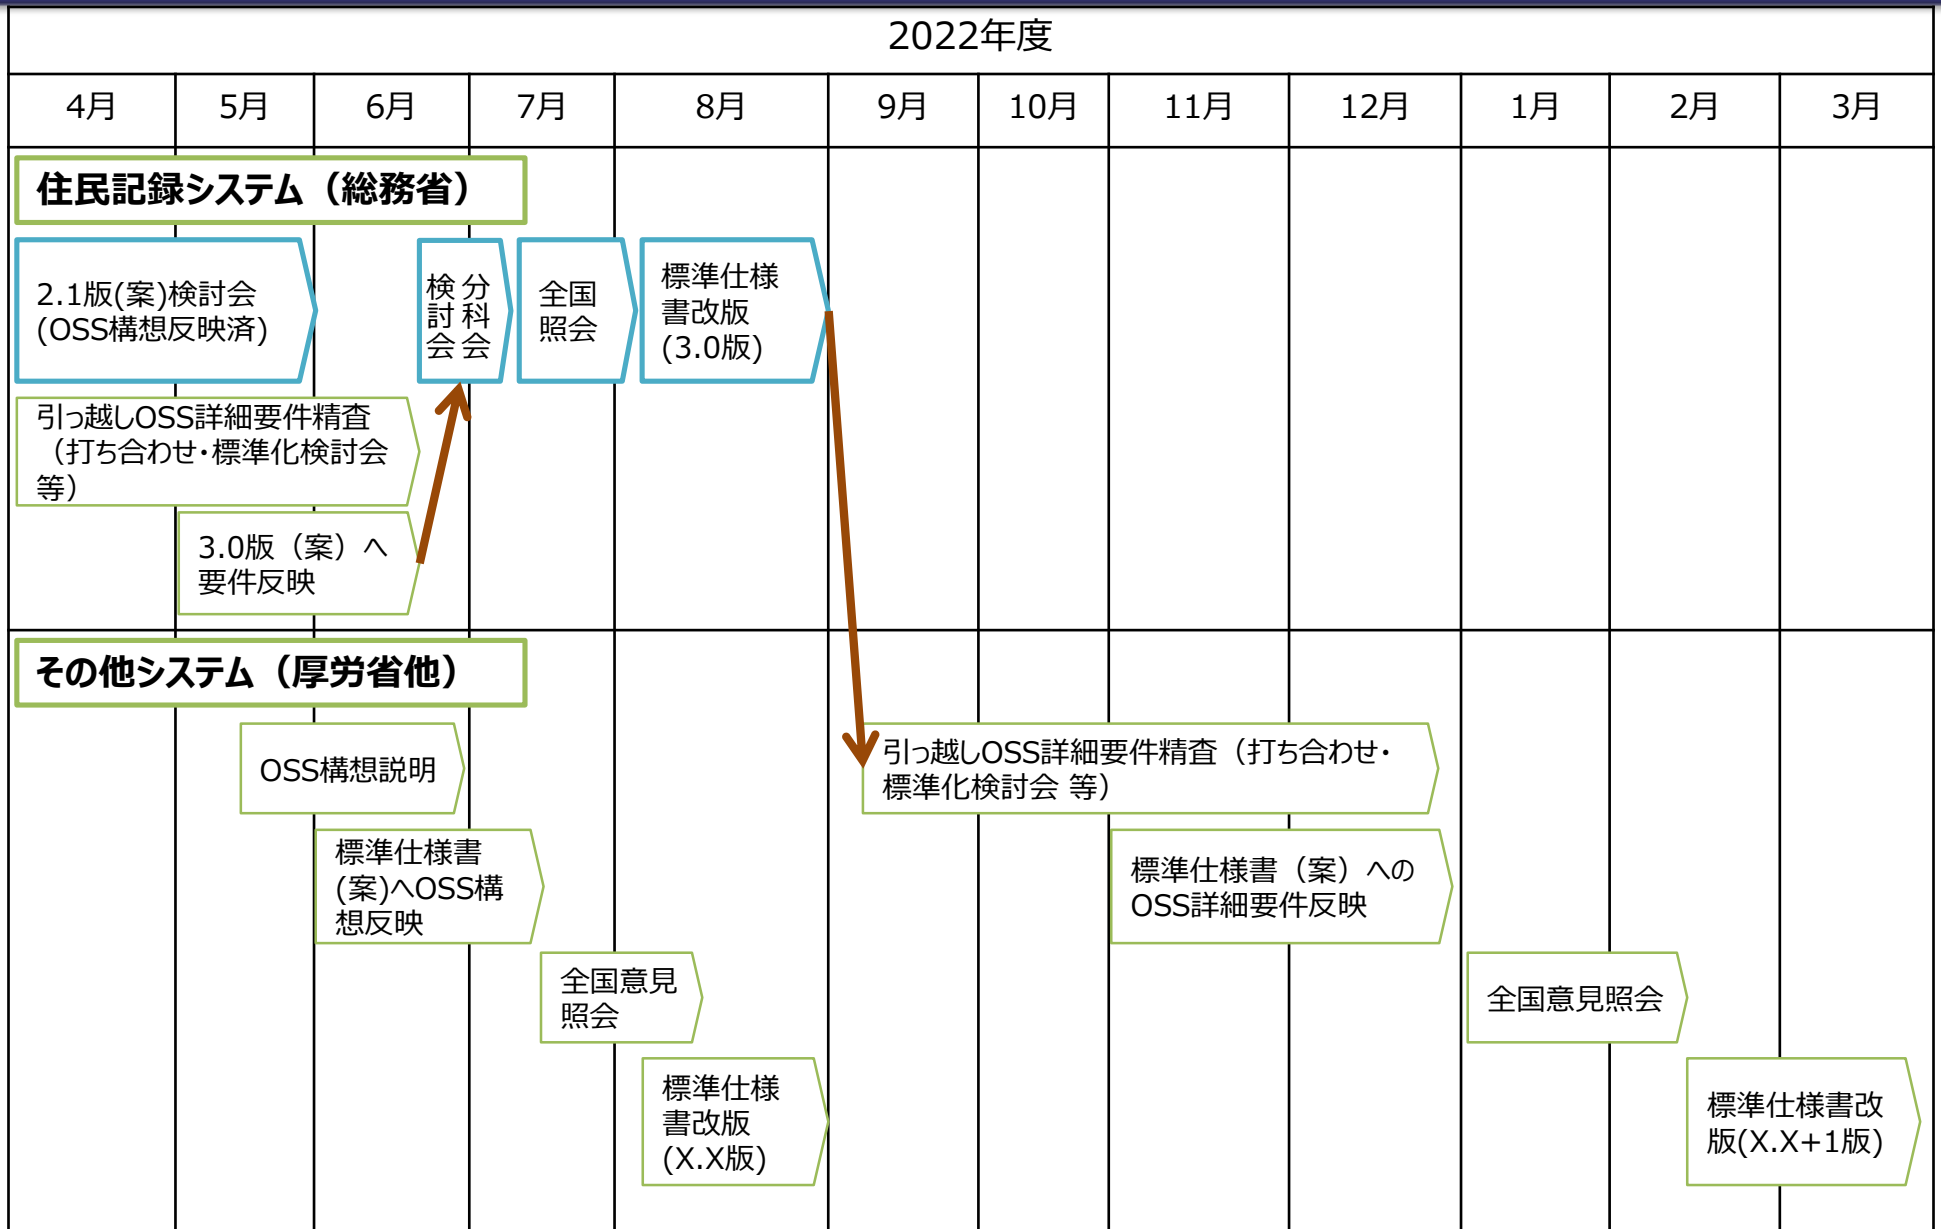 2022年度
4月
5月
6月
7月
8月
9月
10月
11月
12月
1月
2月
3月
住民記録システム（総務省）
2.1版(案)検討会
(OSS構想反映済)
分科会
検討会
全国
照会
標準仕様
書改版
(3.0版)
引っ越しOSS詳細要件精査
（打ち合わせ・標準化検討会
等）
3.0版（案）へ
要件反映
その他システム（厚労省他）
OSS構想説明
標準仕様書
(案)へOSS構
想反映
全国意見
照会
標準仕様
書改版
(X.X版)
引っ越しOSS詳細要件精査（打ち合わせ・
標準化検討会 等）
標準仕様書（案）への
OSS詳細要件反映
全国意見照会
標準仕様書改
版(X.X+1版)